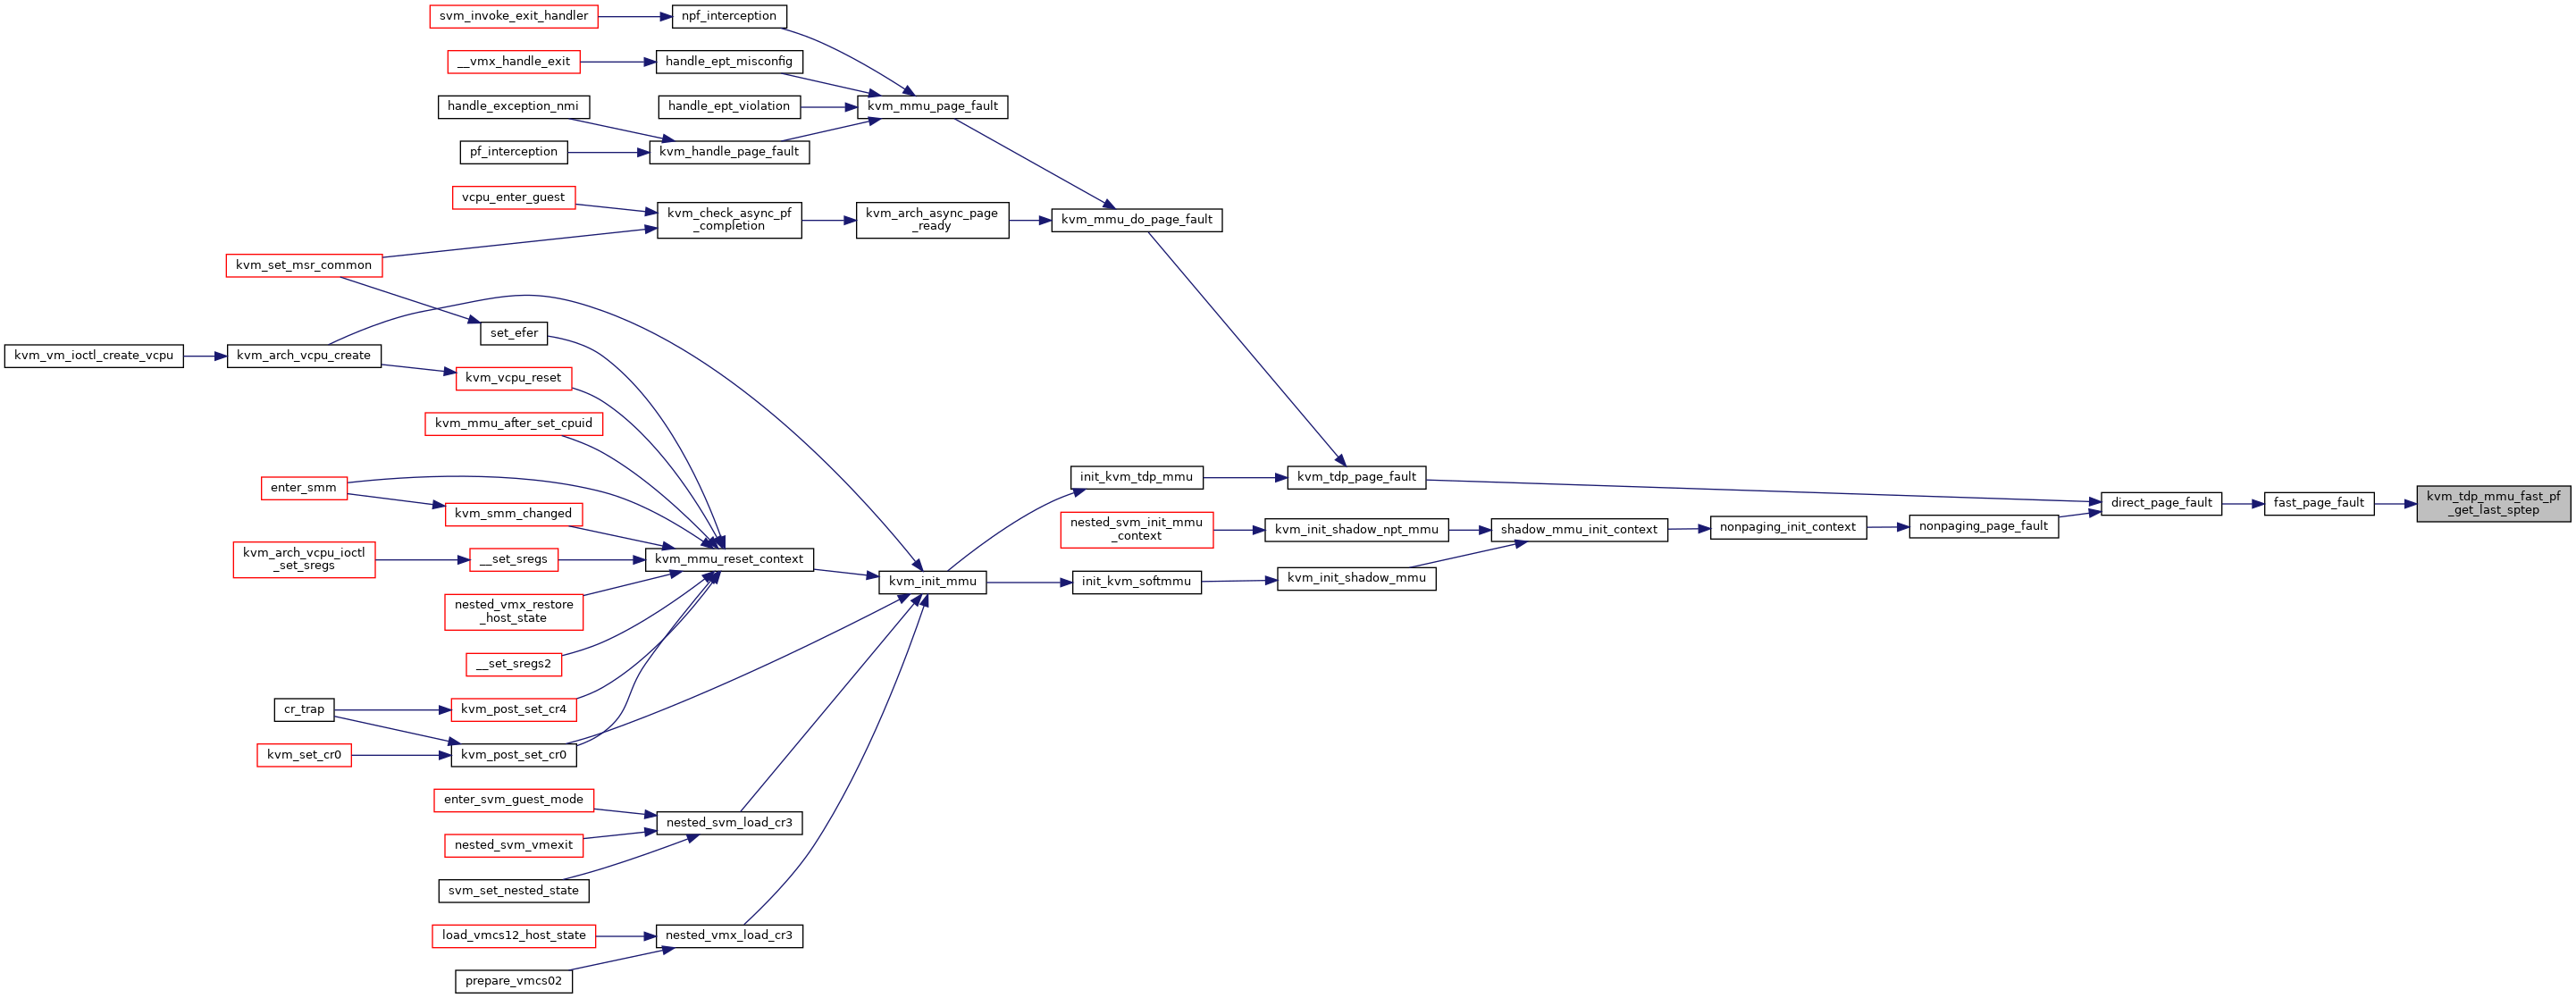 svm_invoke_exit_handler
npf_interception
__vmx_handle_exit
handle_ept_misconfig
handle_exception_nmi
handle_ept_violation
kvm_mmu_page_fault
pf_interception
kvm_handle_page_fault
vcpu_enter_guest
kvm_check_async_pf
_completion
kvm_arch_async_page
_ready
kvm_mmu_do_page_fault
kvm_set_msr_common
set_efer
kvm_vm_ioctl_create_vcpu
kvm_arch_vcpu_create
kvm_vcpu_reset
kvm_mmu_after_set_cpuid
enter_smm
kvm_smm_changed
kvm_arch_vcpu_ioctl
_set_sregs
__set_sregs
kvm_mmu_reset_context
nested_vmx_restore
_host_state
__set_sregs2
cr_trap
kvm_post_set_cr4
kvm_set_cr0
kvm_post_set_cr0
enter_svm_guest_mode
nested_svm_load_cr3
nested_svm_vmexit
svm_set_nested_state
load_vmcs12_host_state
nested_vmx_load_cr3
prepare_vmcs02
kvm_init_mmu
init_kvm_tdp_mmu
kvm_tdp_page_fault
nested_svm_init_mmu
_context
kvm_init_shadow_npt_mmu
shadow_mmu_init_context
nonpaging_init_context
nonpaging_page_fault
init_kvm_softmmu
kvm_init_shadow_mmu
direct_page_fault
fast_page_fault
kvm_tdp_mmu_fast_pf
_get_last_sptep